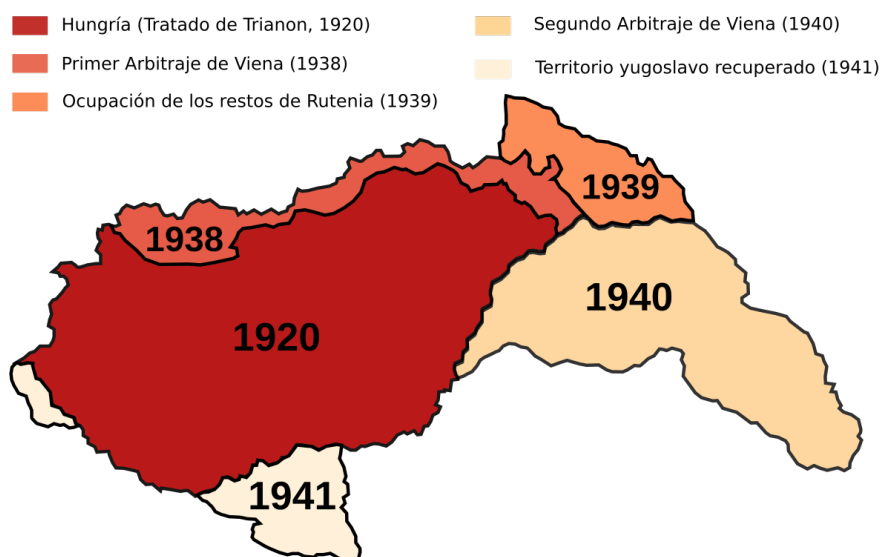 Hungría (Tratado de Trianon, 1920)
Primer Arbitraje de Viena (1938)
Ocupación de los restos de Rutenia (1939)
Segundo Arbitraje de Viena (1940)
Territorio yugoslavo recuperado (1941)
1939
1938
1940
1920
1941